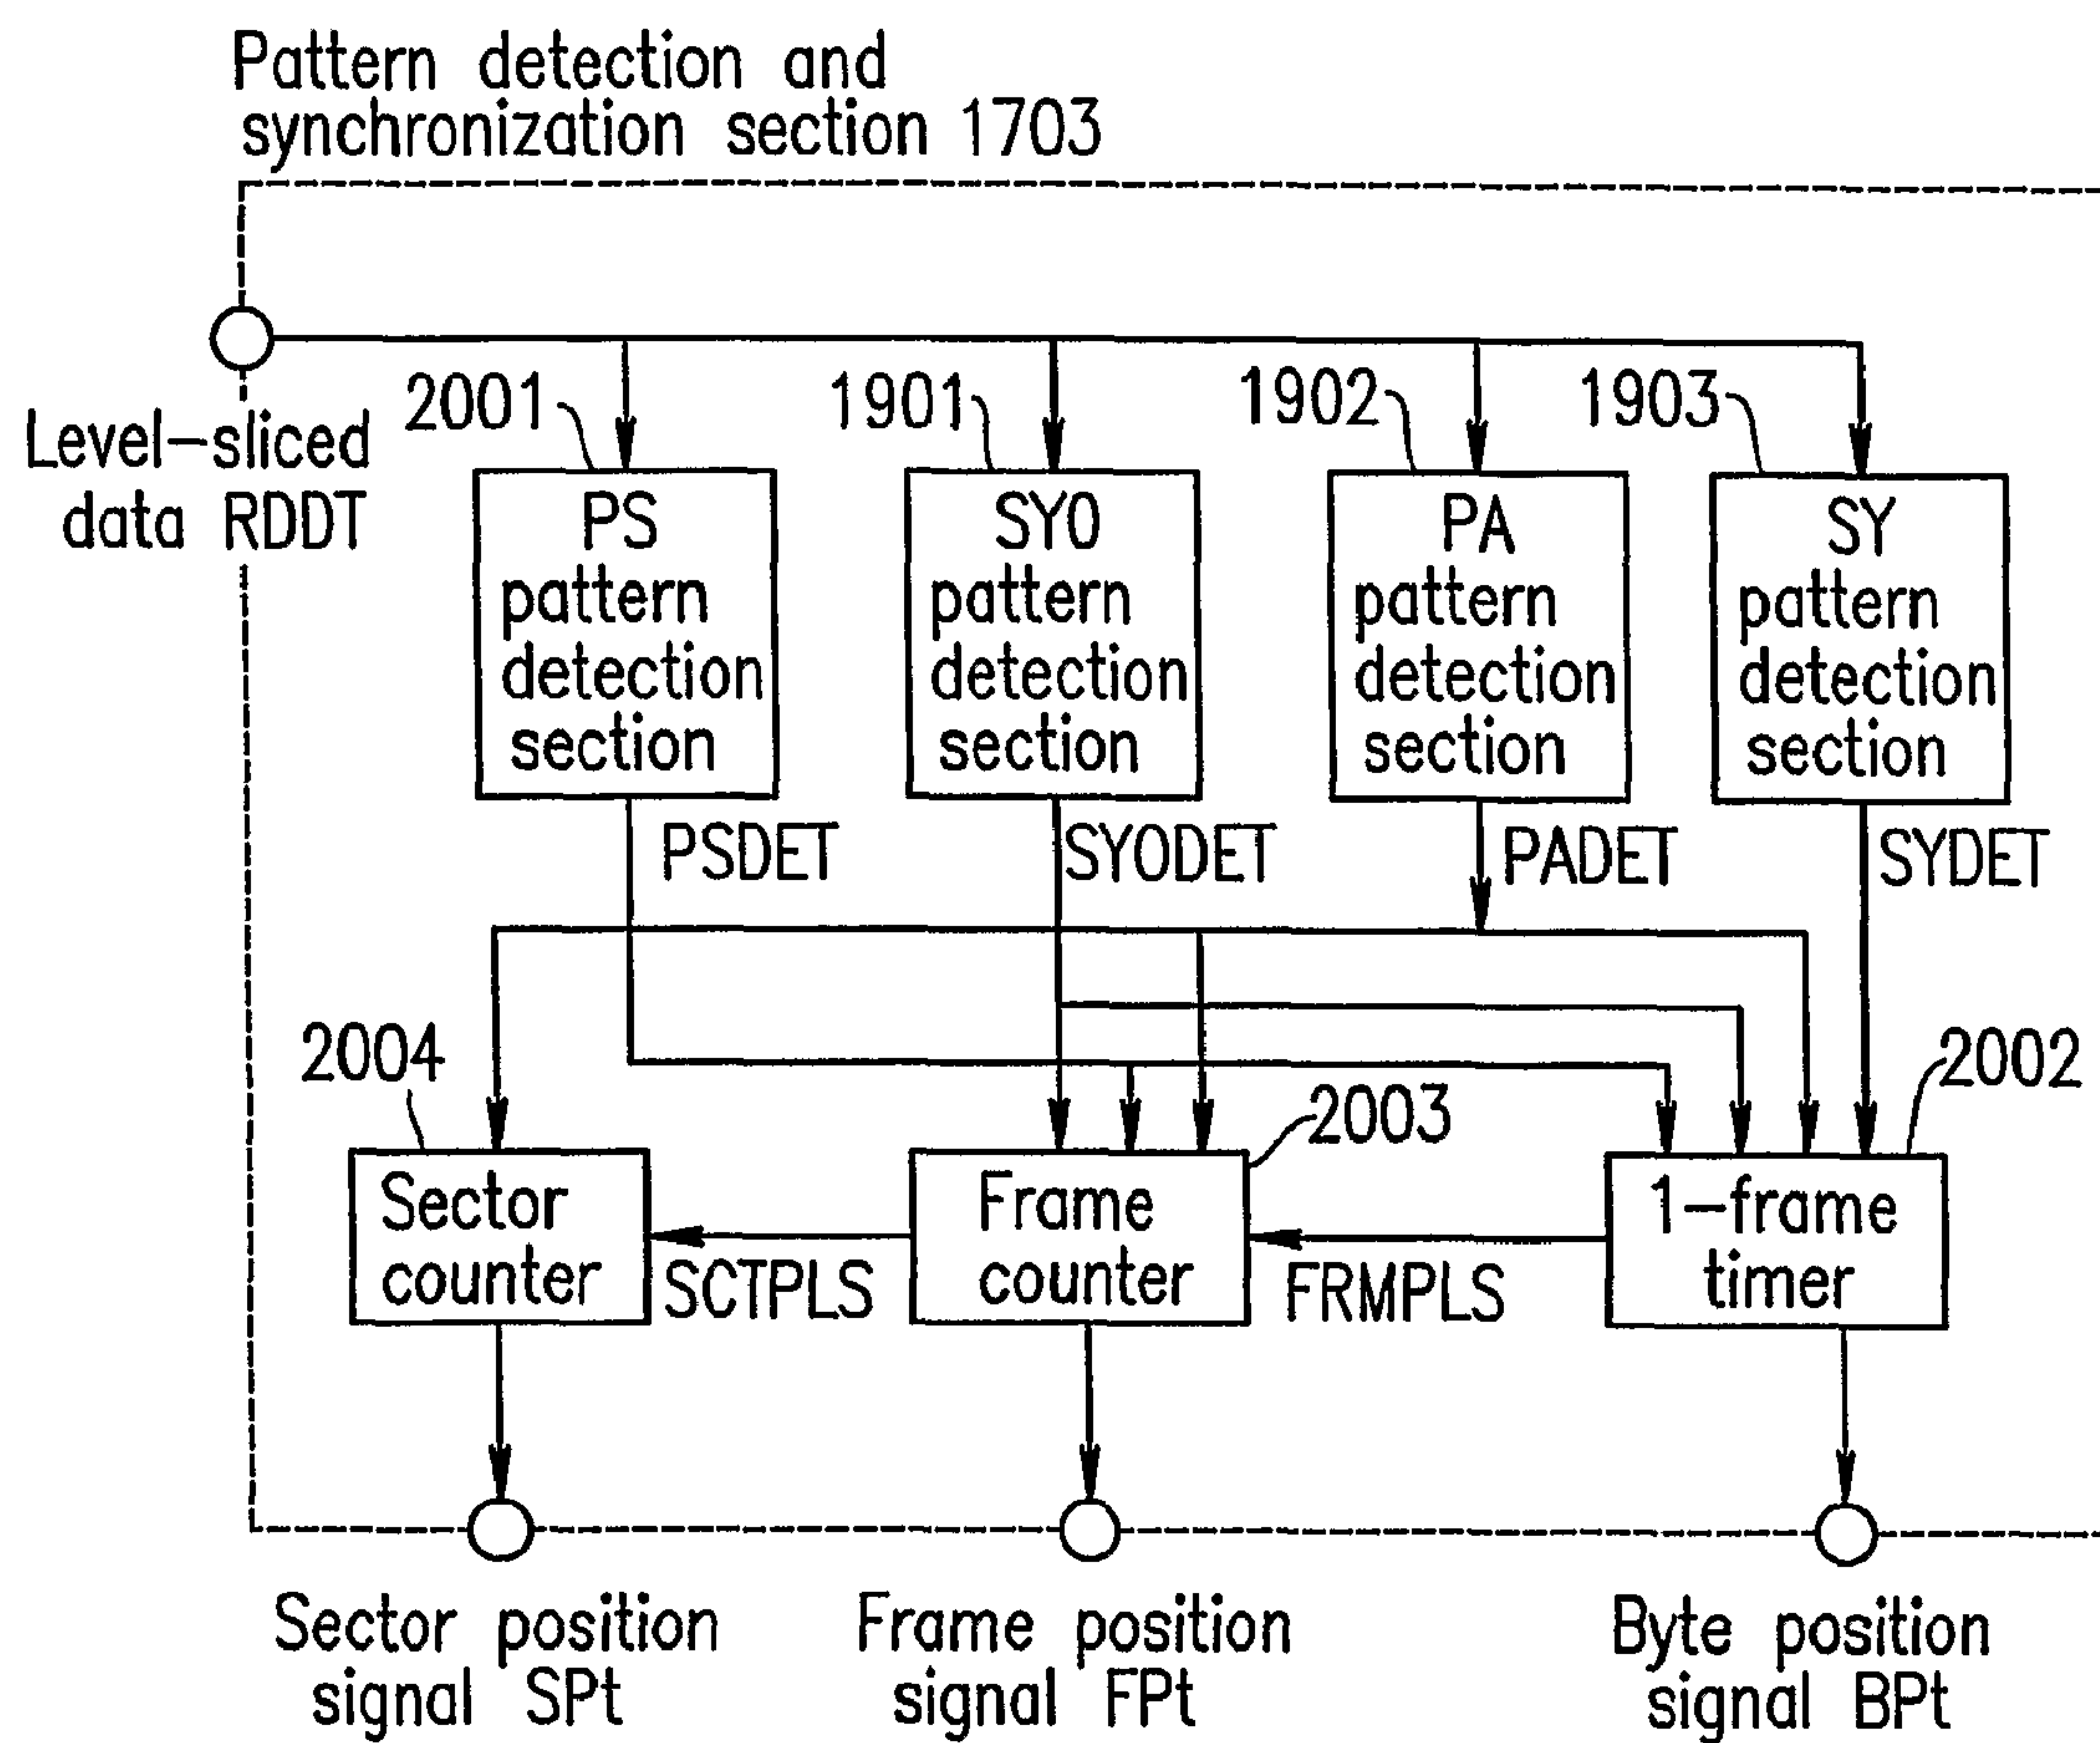 Pattern detection and
synchronization section 1703
Level-sliced
data RDDT
2001
1901
1902
1903
PS
pattern
detection
section
SY0
pattern
detection
section
PA
pattern
detection
section
SY
pattern
detection
section
PSDET
SY0DET
PADET
SYDET
2004
2003
2002
Sector
counter
SCTPLS
Frame
counter
FRMPLS
1-frame
timer
Sector position
signal SPt
Frame position
signal FPt
Byte position
signal BPt